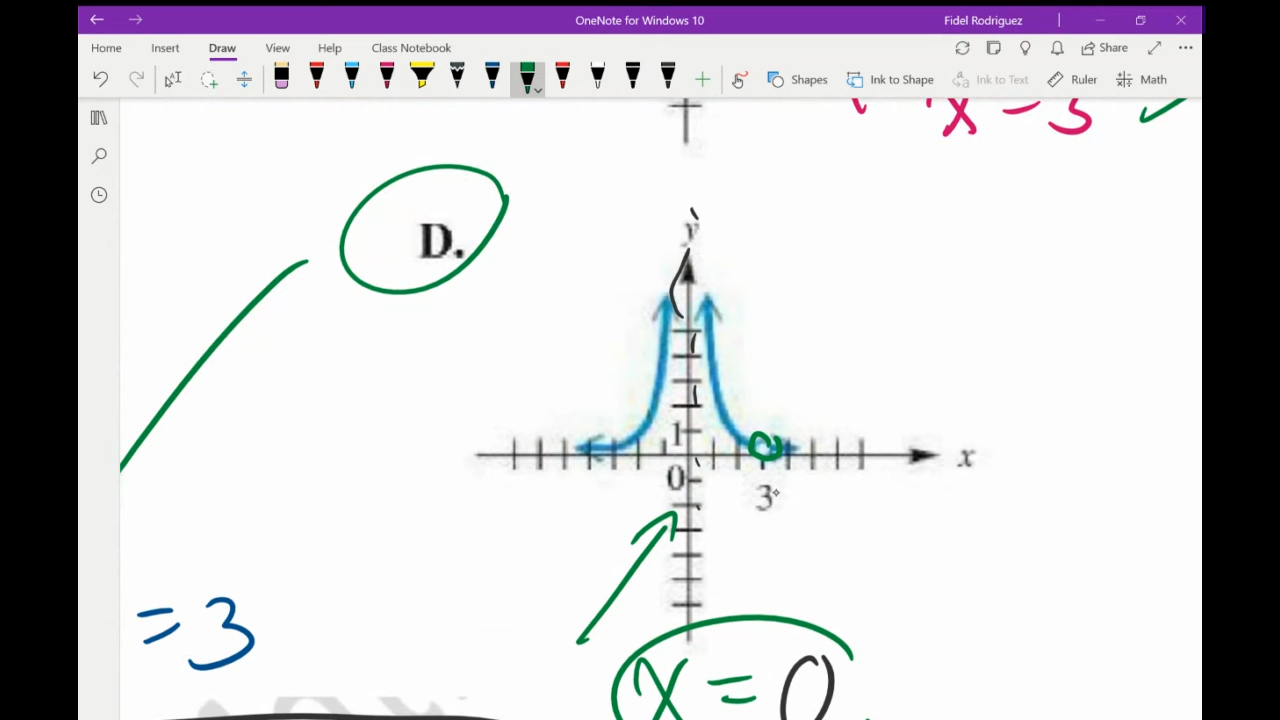 OneNote for Windows 10
Fidel Rodriguez
Home Insert Draw View Help Class Notebook
Share
Shapes Ink to Shape Ink to Text Ruler Math
x - 3
D.
y
1
0
x
3
= 3
x = 0